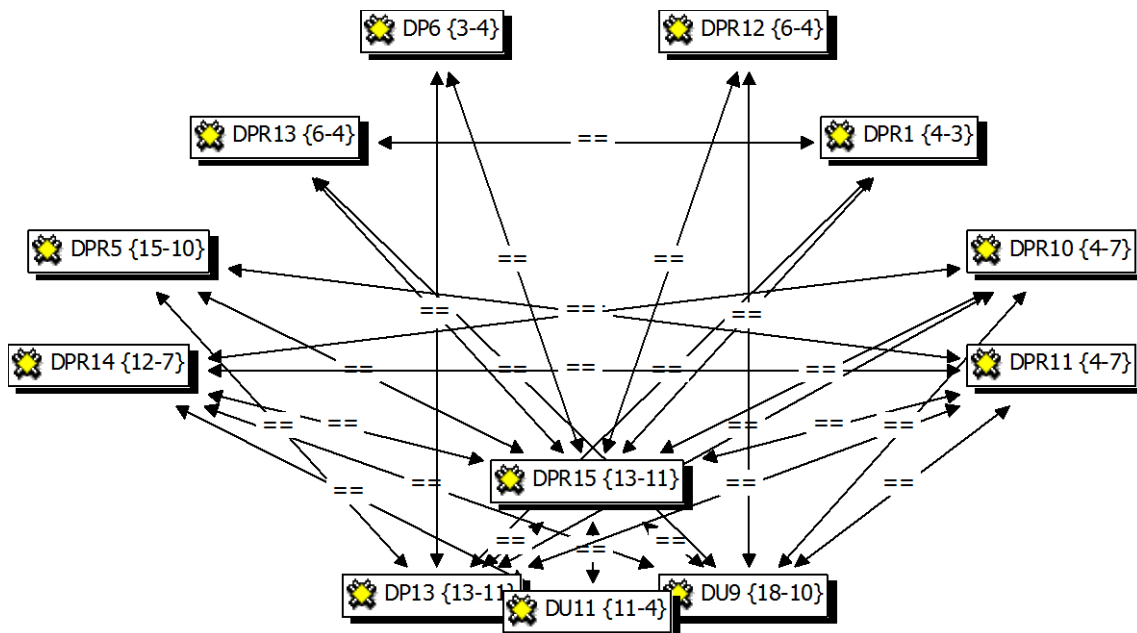 DP6 {3-4}
DPR12 {6-4}
DPR13 {6-4}
==
DPR1 {4-3}
DPR5 {15-10}
==
==
DPR10 {4-7}
==
==
==
DPR14 {12-7}
==
==
==
DPR11 {4-7}
==
==
==
==
==
DPR15 {13-11}
==
==
==
==
==
==
==
DP13 {13-11}
DU11 {11-4}
DU9 {18-10}